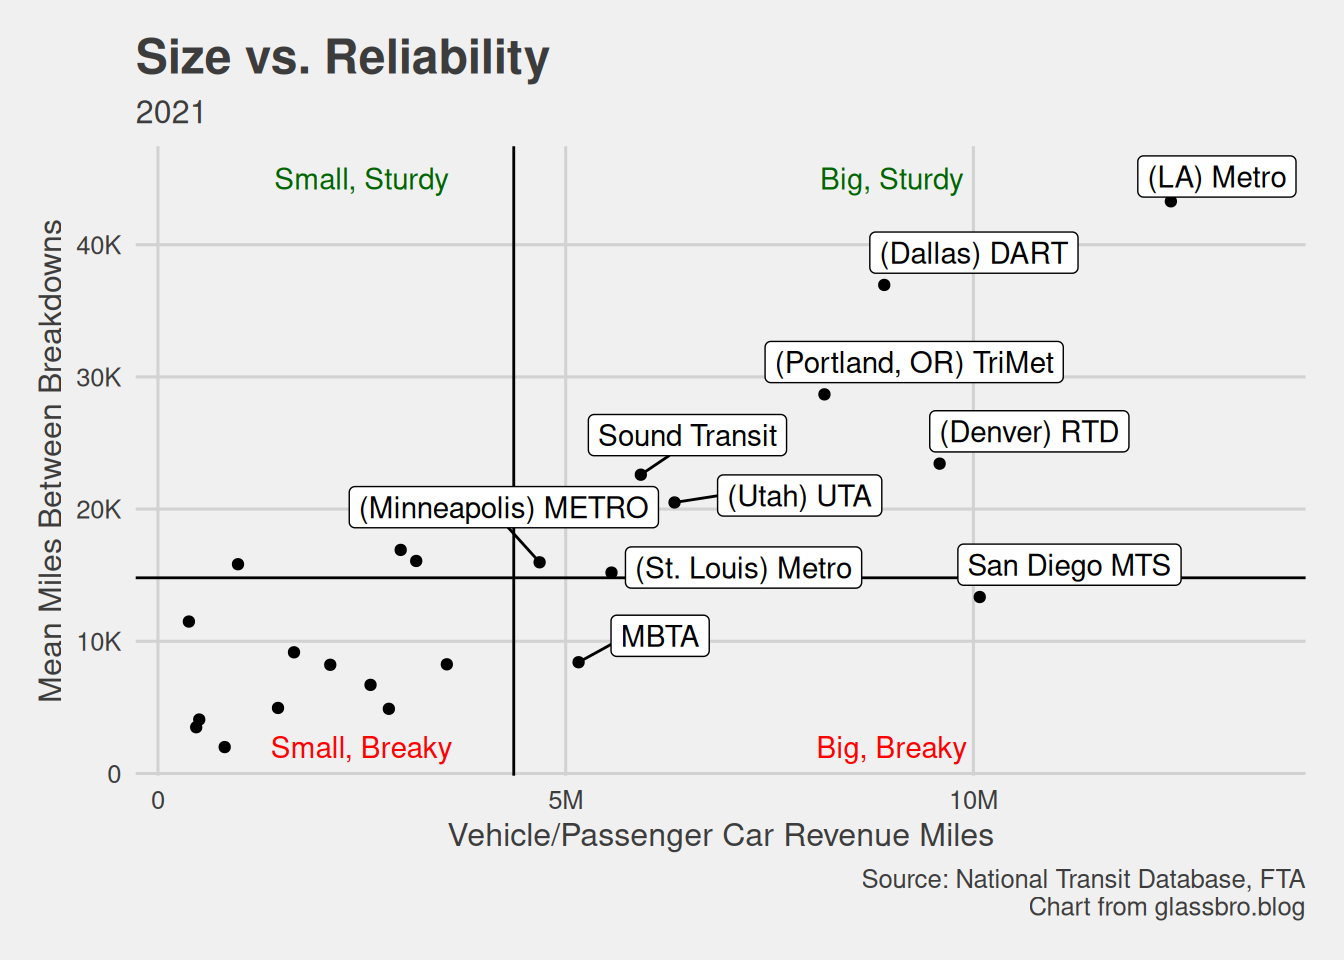 Size vs. Reliability
2021
Small, Sturdy
Big, Sturdy
(LA) Metro
(Dallas) DART
(Portland, OR) TriMet
Sound Transit
(Denver) RTD
(Minneapolis) METRO
(Utah) UTA
(St. Louis) Metro
San Diego MTS
MBTA
Small, Breaky
Big, Breaky
Mean Miles Between Breakdowns
40K
30K
20K
10K
0
0
5M
10M
Vehicle/Passenger Car Revenue Miles
Source: National Transit Database, FTA
Chart from glassbro.blog